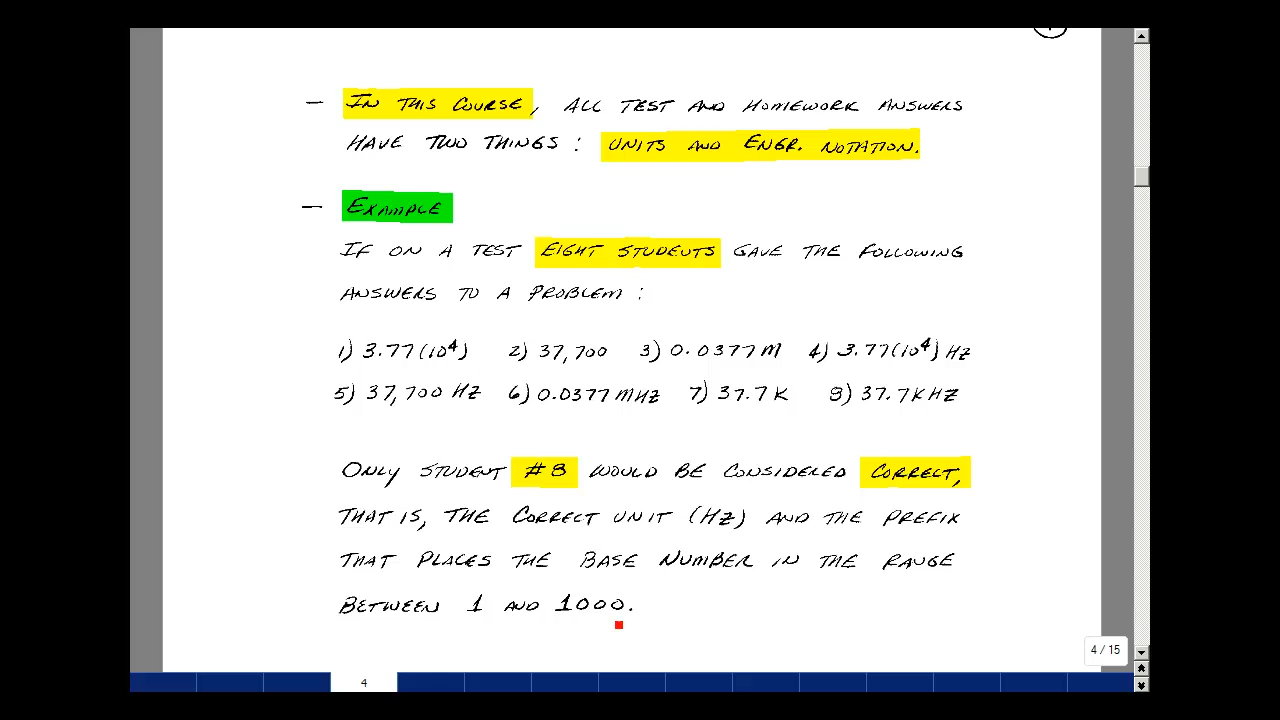 - IN THIS COURSE, ALL TEST AND HOMEWORK ANSWERS
HAVE TWO THINGS: UNITS AND ENGR. NOTATION.
- EXAMPLE
IF ON A TEST EIGHT STUDENTS GAVE THE FOLLOWING
ANSWERS TO A PROBLEM:
1) 3.77(10⁴) 2) 37,700 3) 0.0377M 4) 3.77(10⁴) HZ
5) 37,700 HZ 6) 0.0377MHZ 7) 37.7K 8) 37.7KHZ
ONLY STUDENT #8 WOULD BE CONSIDERED CORRECT,
THAT IS, THE CORRECT UNIT (HZ) AND THE PREFIX
THAT PLACES THE BASE NUMBER IN THE RANGE
BETWEEN 1 AND 1000.
4 / 15
4